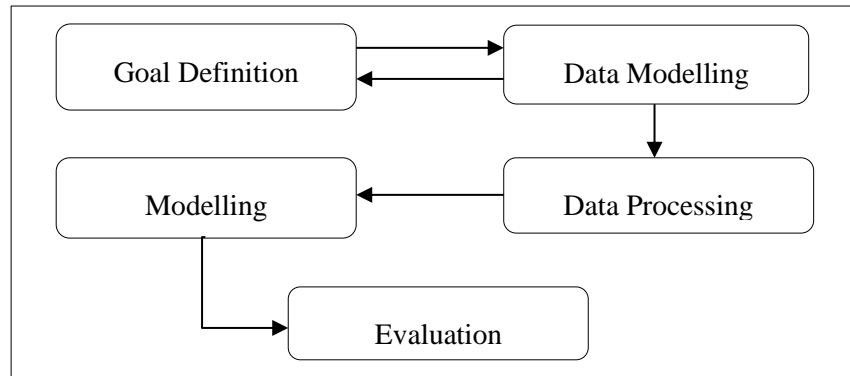 Goal Definition
Data Modelling
Modelling
Data Processing
Evaluation